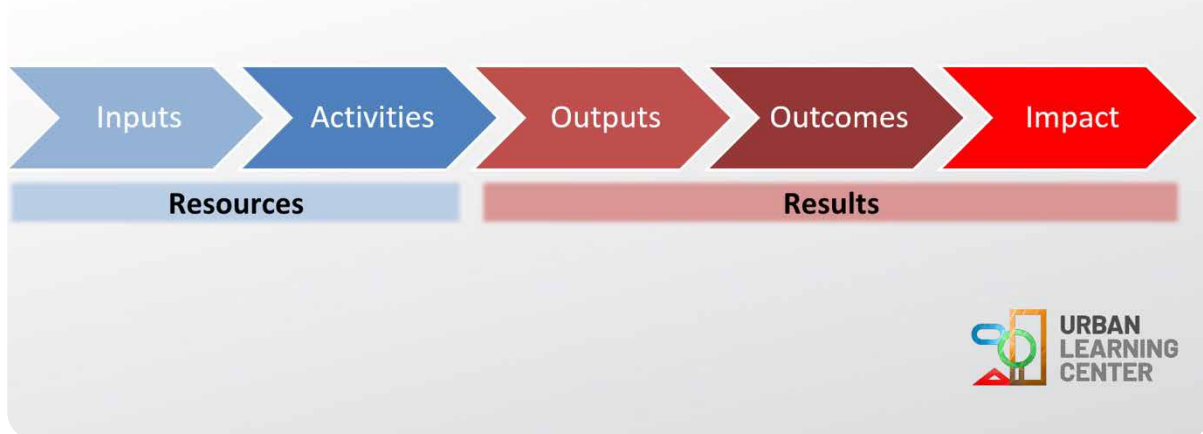 Inputs
Activities
Outputs
Outcomes
Impact
Resources
Results
URBAN
LEARNING
CENTER